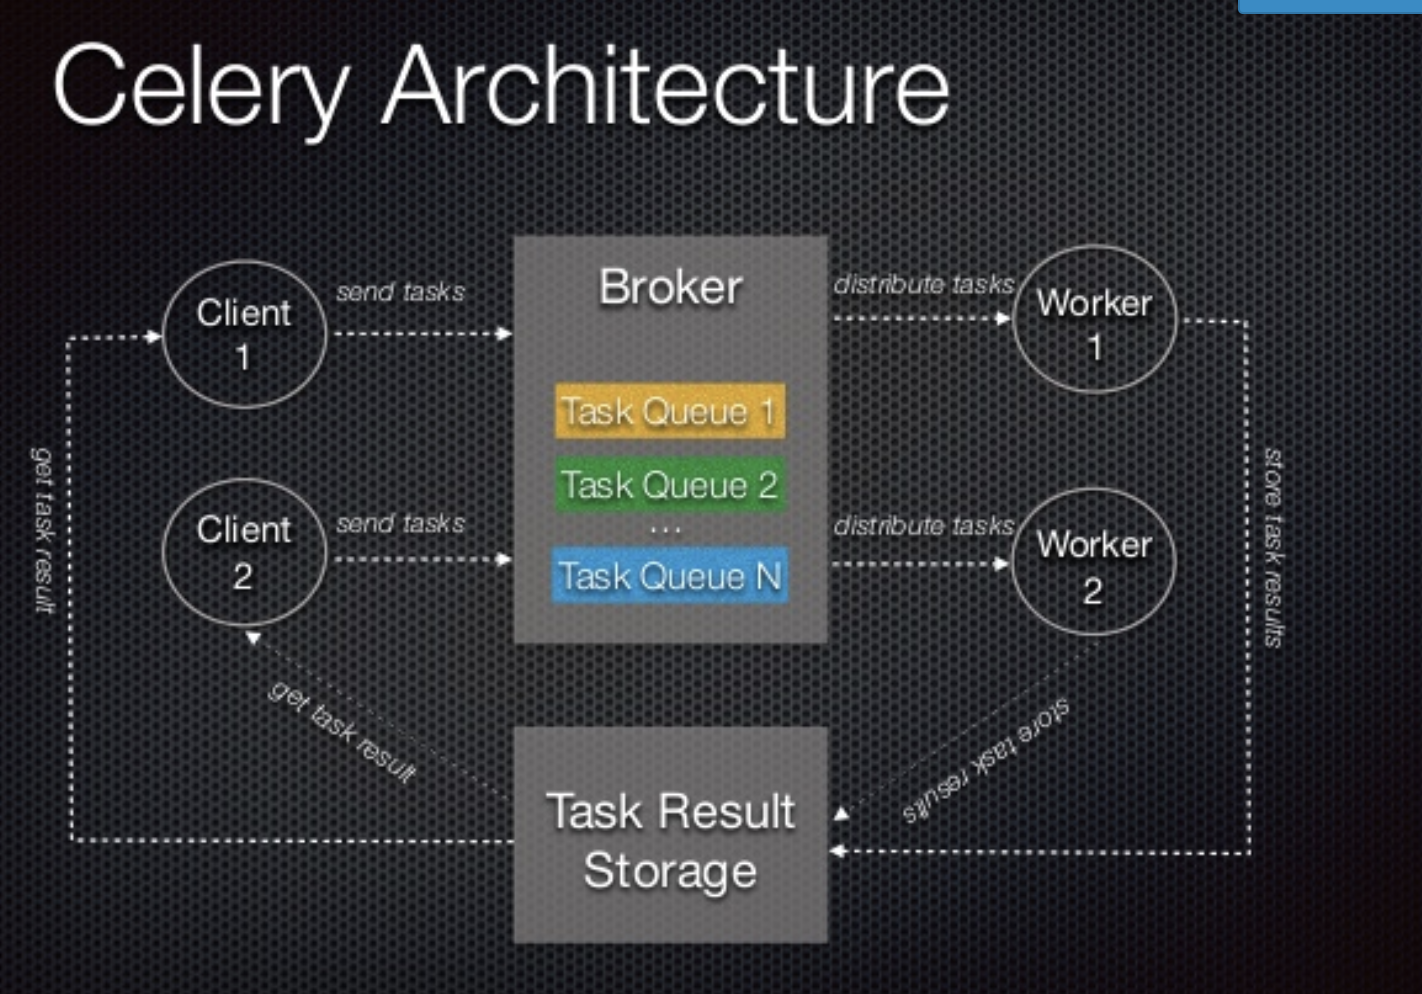 Celery Architecture
Client
1
send tasks
Broker
distribute tasks
Worker
1
Task Queue 1
Task Queue 2
...
Task Queue N
Client
2
send tasks
distribute tasks
Worker
2
get task result
store task results
get task result
store task results
Task Result
Storage